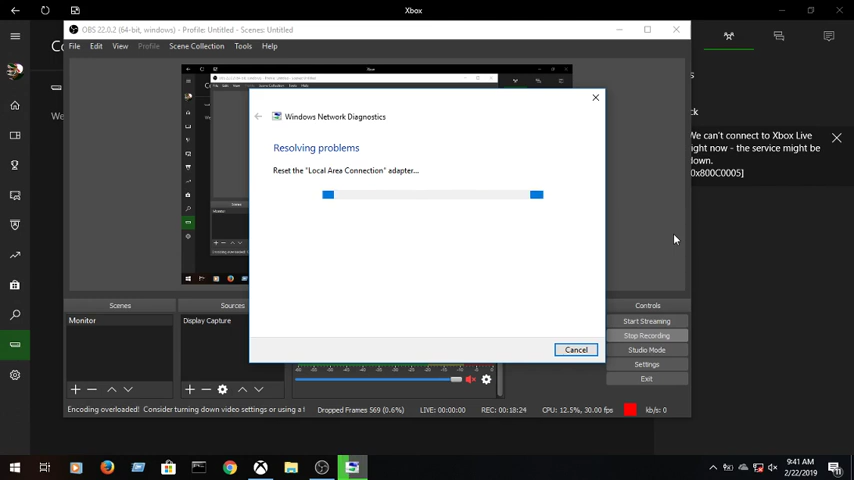 Xbox
OBS 22.0.2 (64-bit, windows) - Profile: Untitled - Scenes: Untitled
File Edit View Profile Scene Collection Tools Help
Windows Network Diagnostics
Resolving problems
Reset the "Local Area Connection" adapter...
Cancel
We can't connect to Xbox Live
right now - the service might be
down.
0x800C0005]
ck
Scenes
Sources
Controls
Monitor
Display Capture
Start Streaming
Stop Recording
Studio Mode
Settings
Exit
Encoding overloaded! Consider turning down video settings or using a
Dropped Frames 569 (0.6%)
LIVE: 00:00:00
REC: 00:18:24
CPU: 12.5%, 30.00 fps
kb/s: 0
9:41 AM
2/22/2019